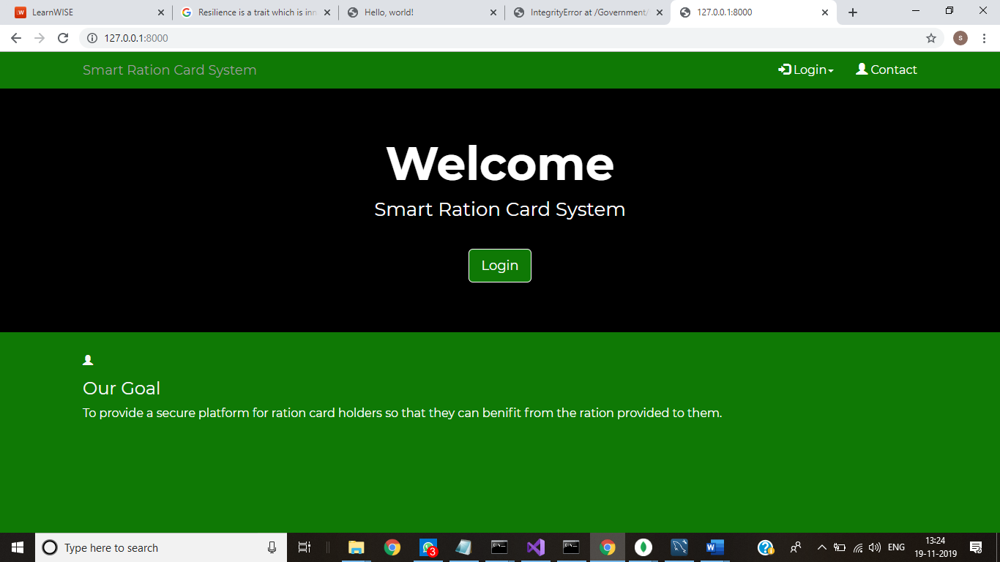 LearnWISE
Resilience is a trait which is inn
Hello, world!
IntegrityError at /Government/
127.0.0.1:8000
127.0.0.1:8000
S
Smart Ration Card System
Login
Contact
Welcome
Smart Ration Card System
Login
Our Goal
To provide a secure platform for ration card holders so that they can benifit from the ration provided to them.
Type here to search
3
ENG
13:24
19-11-2019